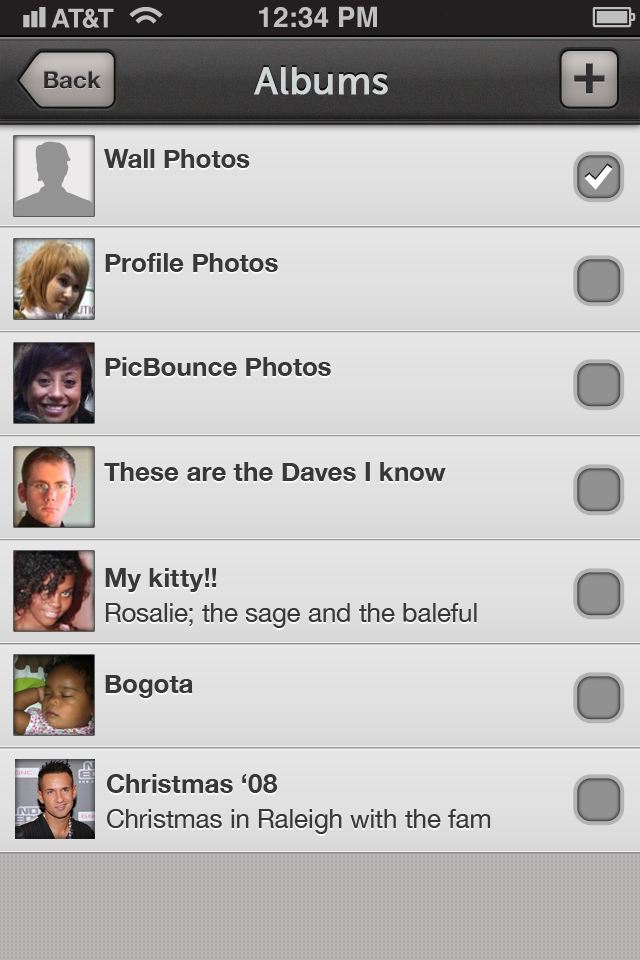 AT&T 12:34 PM
Back Albums +
Wall Photos
Profile Photos
PicBounce Photos
These are the Daves I know
My kitty!!
Rosalie; the sage and the baleful
Bogota
Christmas ‘08
Christmas in Raleigh with the fam